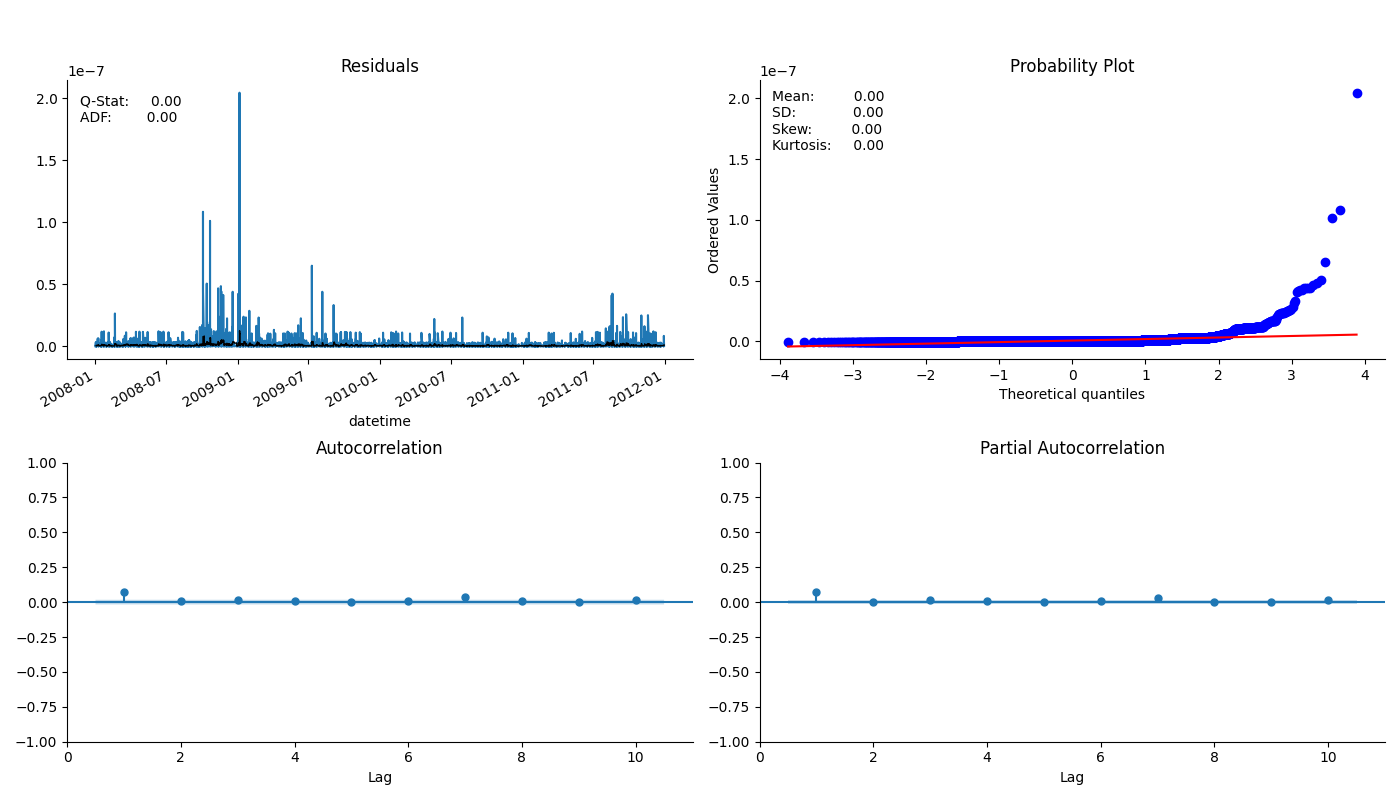 Residuals
1e−7
Q-Stat: 0.00
ADF: 0.00
2.0
1.5
1.0
0.5
0.0
2008-01 2008-07 2009-01 2009-07 2010-01 2010-07 2011-01 2011-07 2012-01
datetime
Probability Plot
1e−7
Mean: 0.00
SD: 0.00
Skew: 0.00
Kurtosis: 0.00
Ordered Values
2.0
1.5
1.0
0.5
0.0
−4 −3 −2 −1 0 1 2 3 4
Theoretical quantiles
Autocorrelation
1.00
0.75
0.50
0.25
0.00
−0.25
−0.50
−0.75
−1.00
0 2 4 6 8 10
Lag
Partial Autocorrelation
1.00
0.75
0.50
0.25
0.00
−0.25
−0.50
−0.75
−1.00
0 2 4 6 8 10
Lag